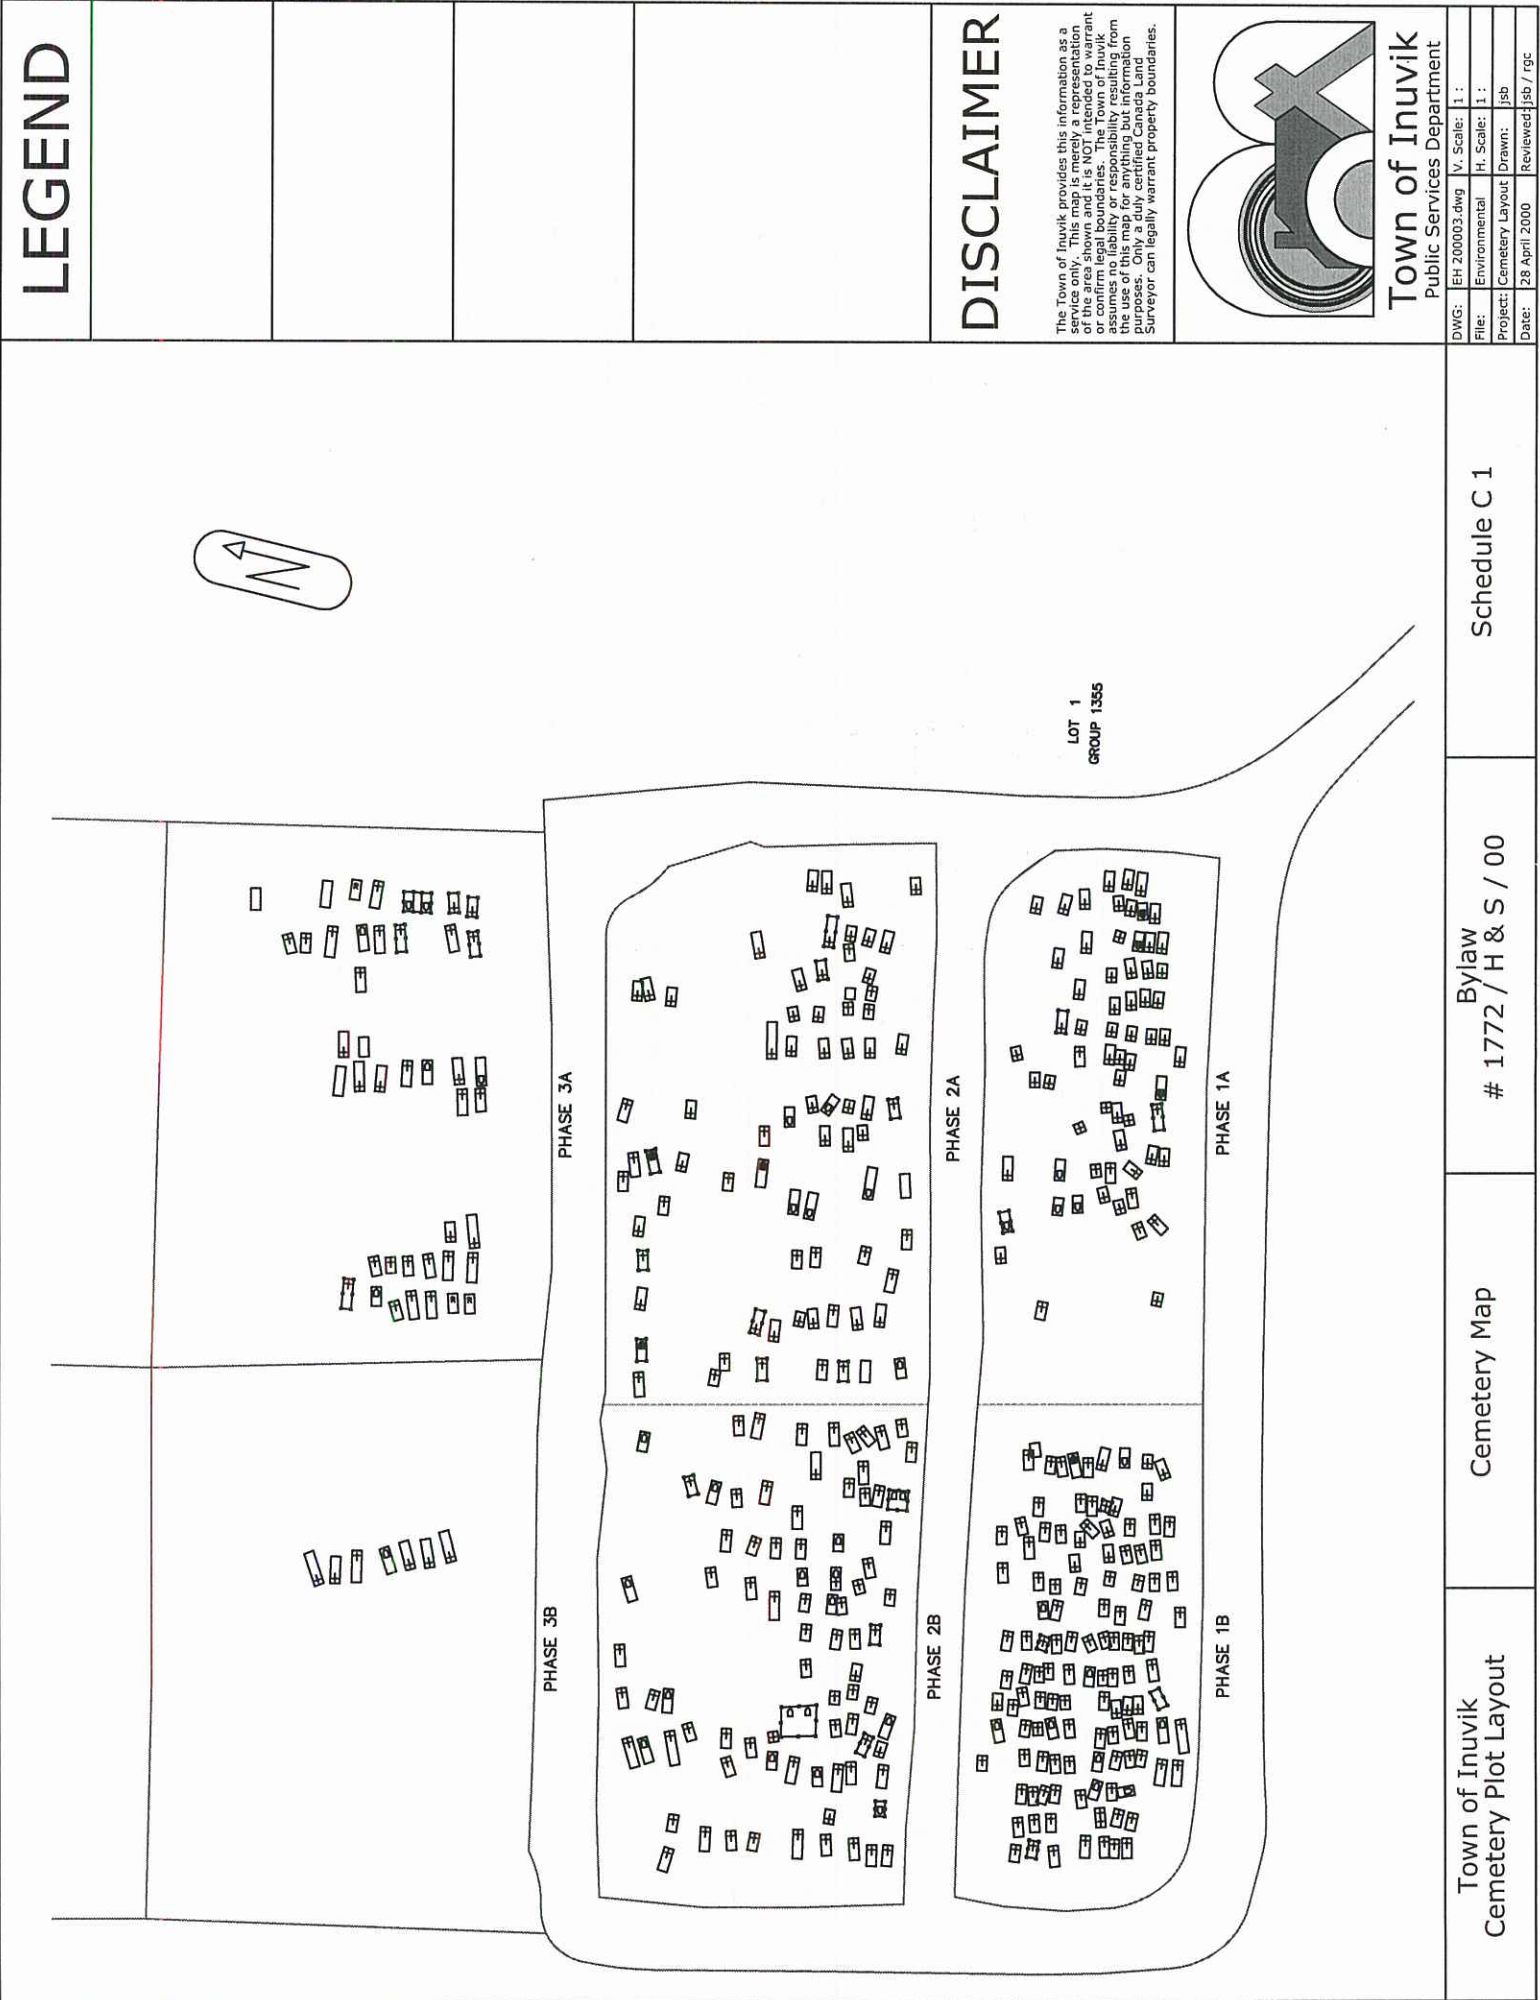 LEGEND
DISCLAIMER
The Town of Inuvik provides this information as a
service only. This map is merely a representation
of the area shown and it is NOT intended to warrant
or confirm legal boundaries. The Town of Inuvik
assumes no liability or responsibility resulting from
the use of this map for anything but information
purposes. Only a duly certified Canada Land
Surveyor can legally warrant property boundaries.
Town of Inuvik
Public Services Department
DWG: EH 200003.dwg V. Scale: 1 :
File: Environmental H. Scale: 1 :
Project: Cemetery Layout Drawn: jsb
Date: 28 April 2000 Reviewed: jsb / rgc
N
PHASE 3A
PHASE 3B
PHASE 2A
PHASE 2B
PHASE 1A
PHASE 1B
LOT 1
GROUP 1355
Town of Inuvik
Cemetery Plot Layout
Cemetery Map
Bylaw
# 1772 / H & S / 00
Schedule C 1